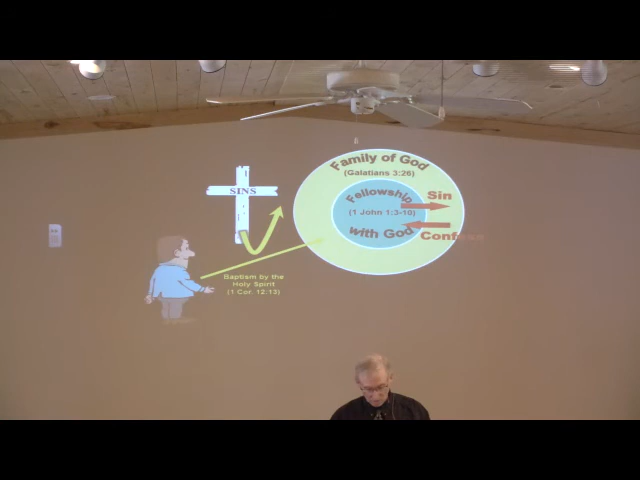 SINS
Family of God
(Galatians 3:26)
Fellowship
(1 John 1:3-10)
with God
Sin
Confess
Baptism by the
Holy Spirit
(1 Cor. 12:13)